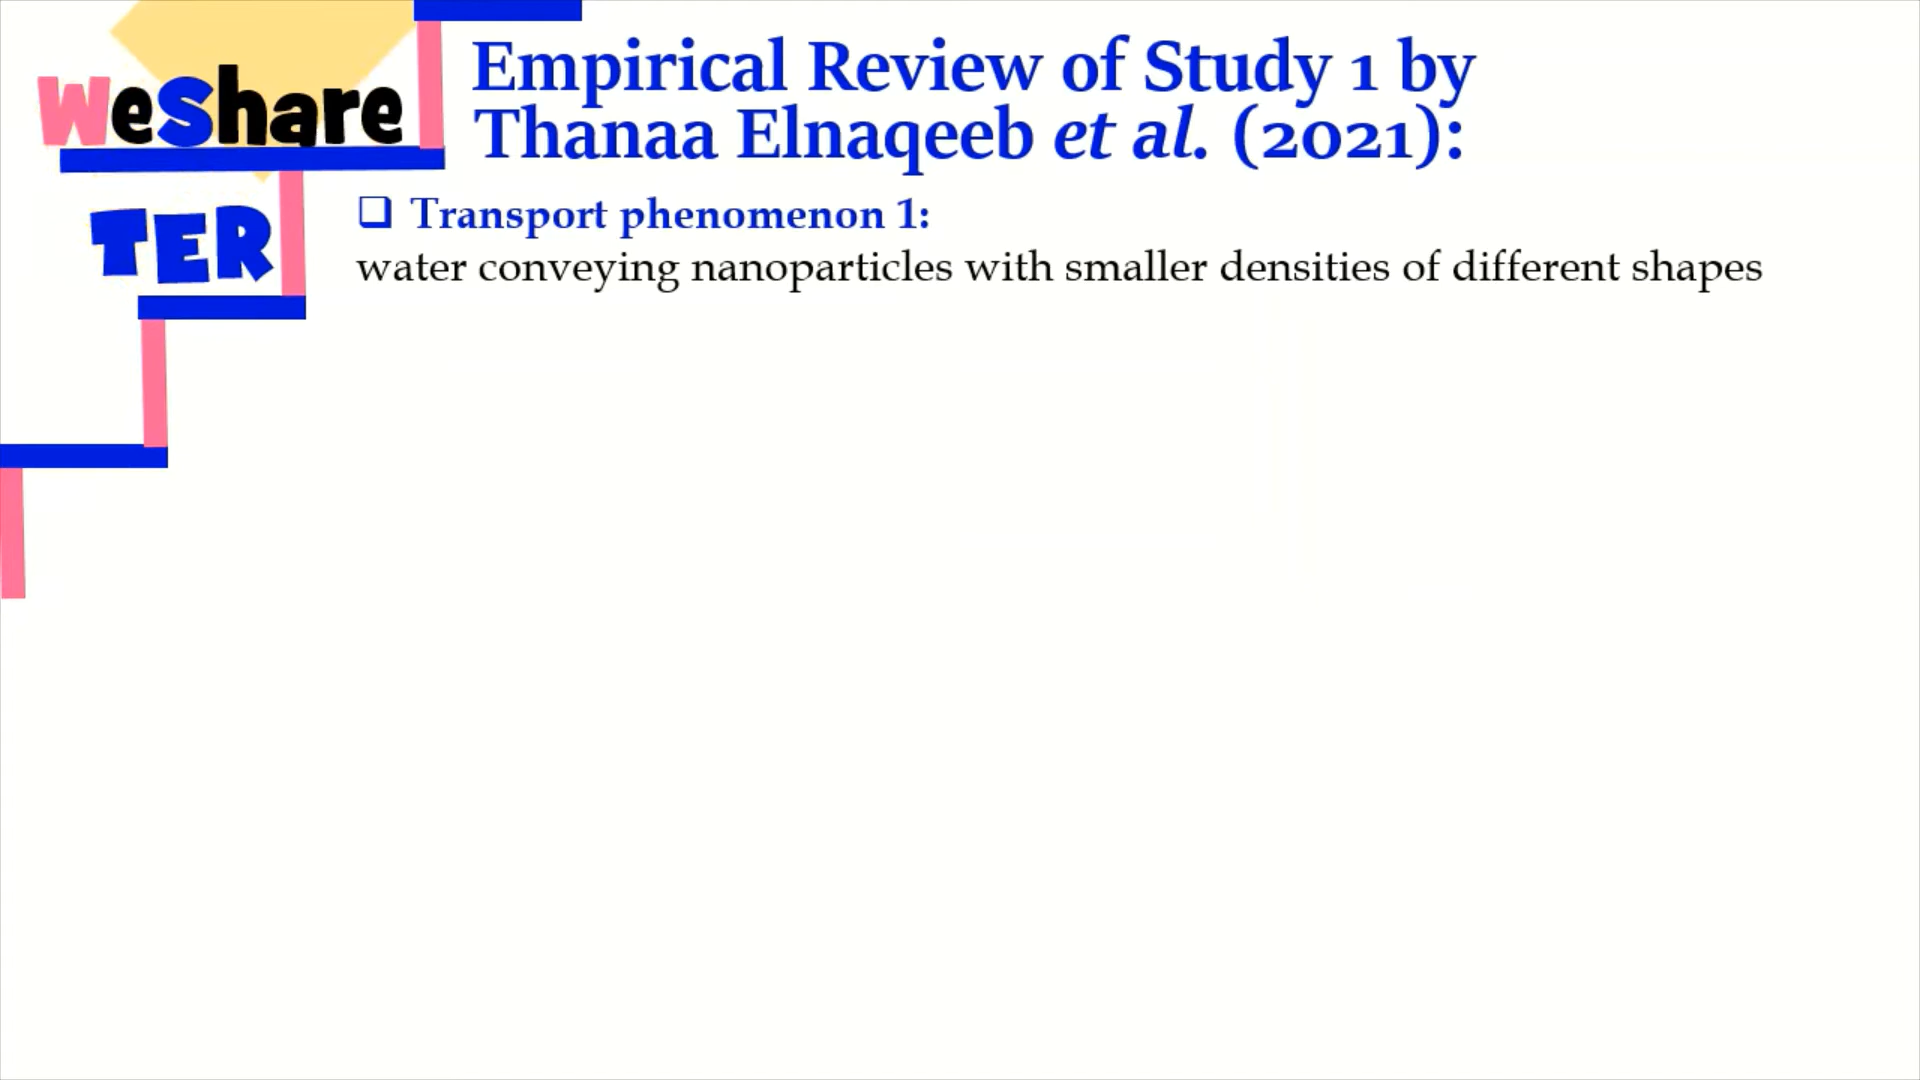 WeShare
TER
Empirical Review of Study 1 by
Thanaa Elnaqeeb et al. (2021):
❑ Transport phenomenon 1:
water conveying nanoparticles with smaller densities of different shapes